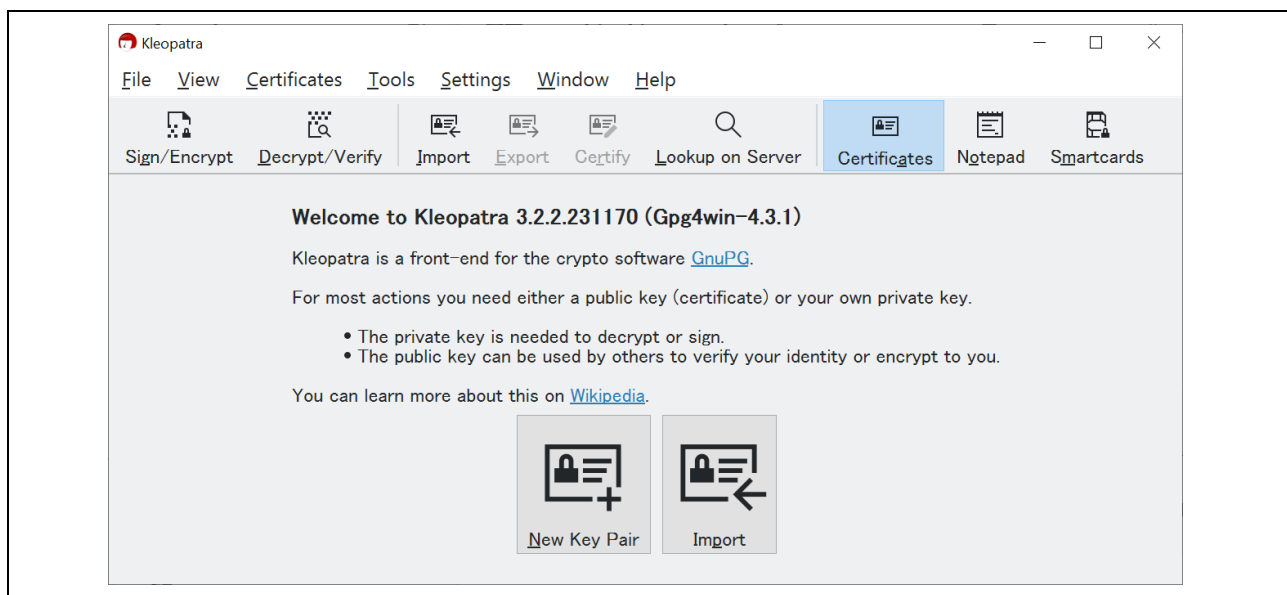 Kleopatra
File View Certificates Tools Settings Window Help
Sign/Encrypt Decrypt/Verify Import Export Certify Lookup on Server Certificates Notepad Smartcards
Welcome to Kleopatra 3.2.2.231170 (Gpg4win-4.3.1)
Kleopatra is a front-end for the crypto software GnuPG.
For most actions you need either a public key (certificate) or your own private key.
• The private key is needed to decrypt or sign.
• The public key can be used by others to verify your identity or encrypt to you.
You can learn more about this on Wikipedia.
New Key Pair Import